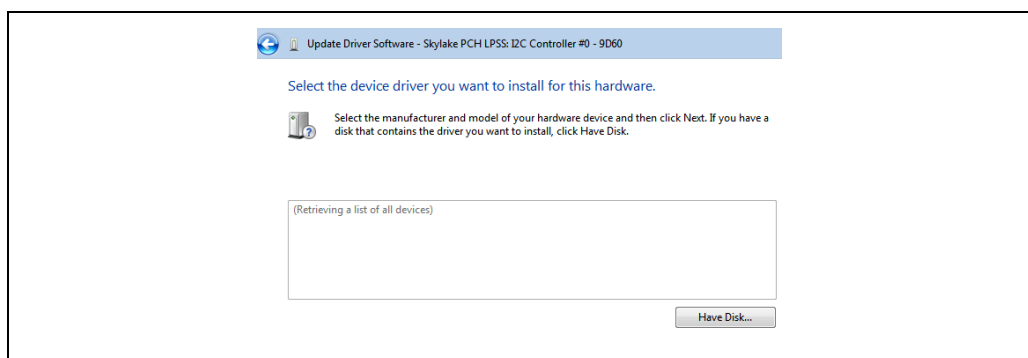 Update Driver Software - Skylake PCH LPSS: I2C Controller #0 - 9D60
Select the device driver you want to install for this hardware.
Select the manufacturer and model of your hardware device and then click Next. If you have a
disk that contains the driver you want to install, click Have Disk.
(Retrieving a list of all devices)
Have Disk...